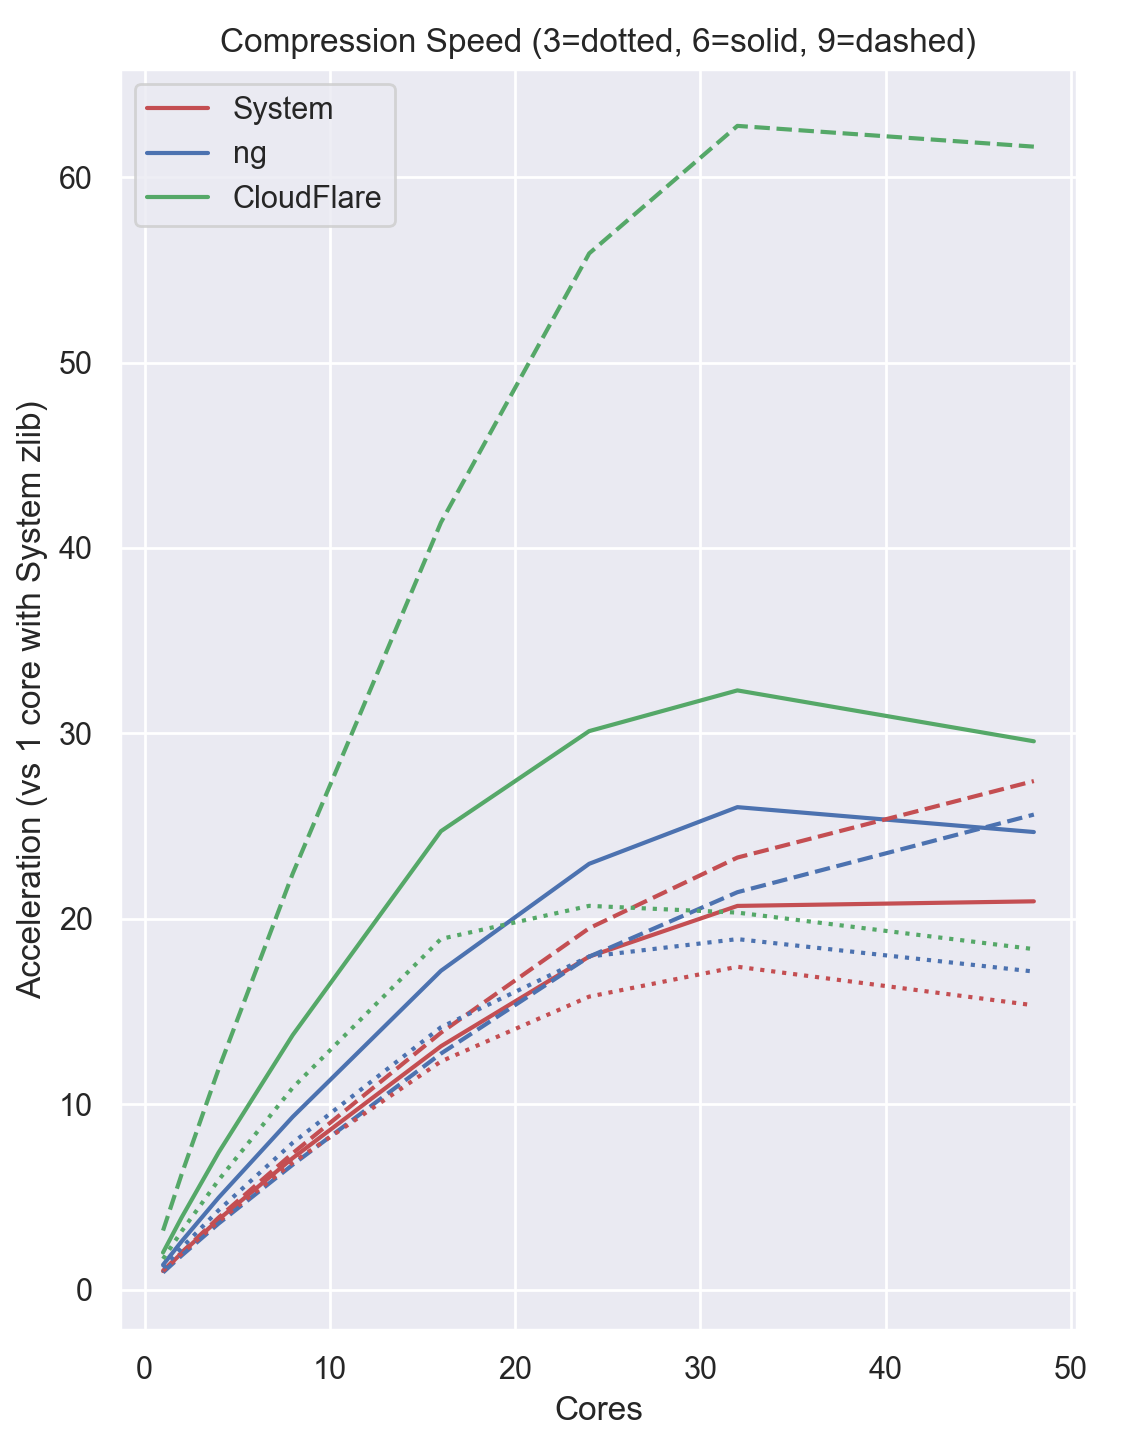 Compression Speed (3=dotted, 6=solid, 9=dashed)
System
ng
CloudFlare
60
50
40
30
20
10
0
Acceleration (vs 1 core with System zlib)
0 10 20 30 40 50
Cores